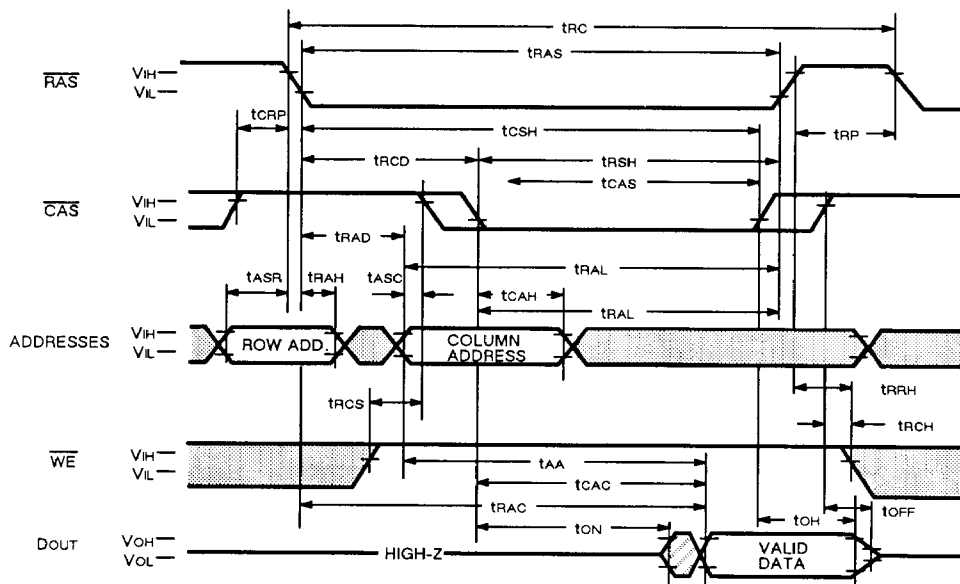 tRC
tRAS
RAS
VIH
VIL
tCRP
tCSH
tRP
tRCD
tRSH
tCAS
CAS
VIH
VIL
tRAD
tRAL
tASR
tRAH
tASC
tCAH
tRAL
ADDRESSES
VIH
VIL
ROW ADD.
COLUMN
ADDRESS
tRRH
tRCS
tRCH
WE
VIH
VIL
tAA
tCAC
tRAC
tOFF
tON
tOH
DOUT
VOH
VOL
HIGH-Z
VALID
DATA